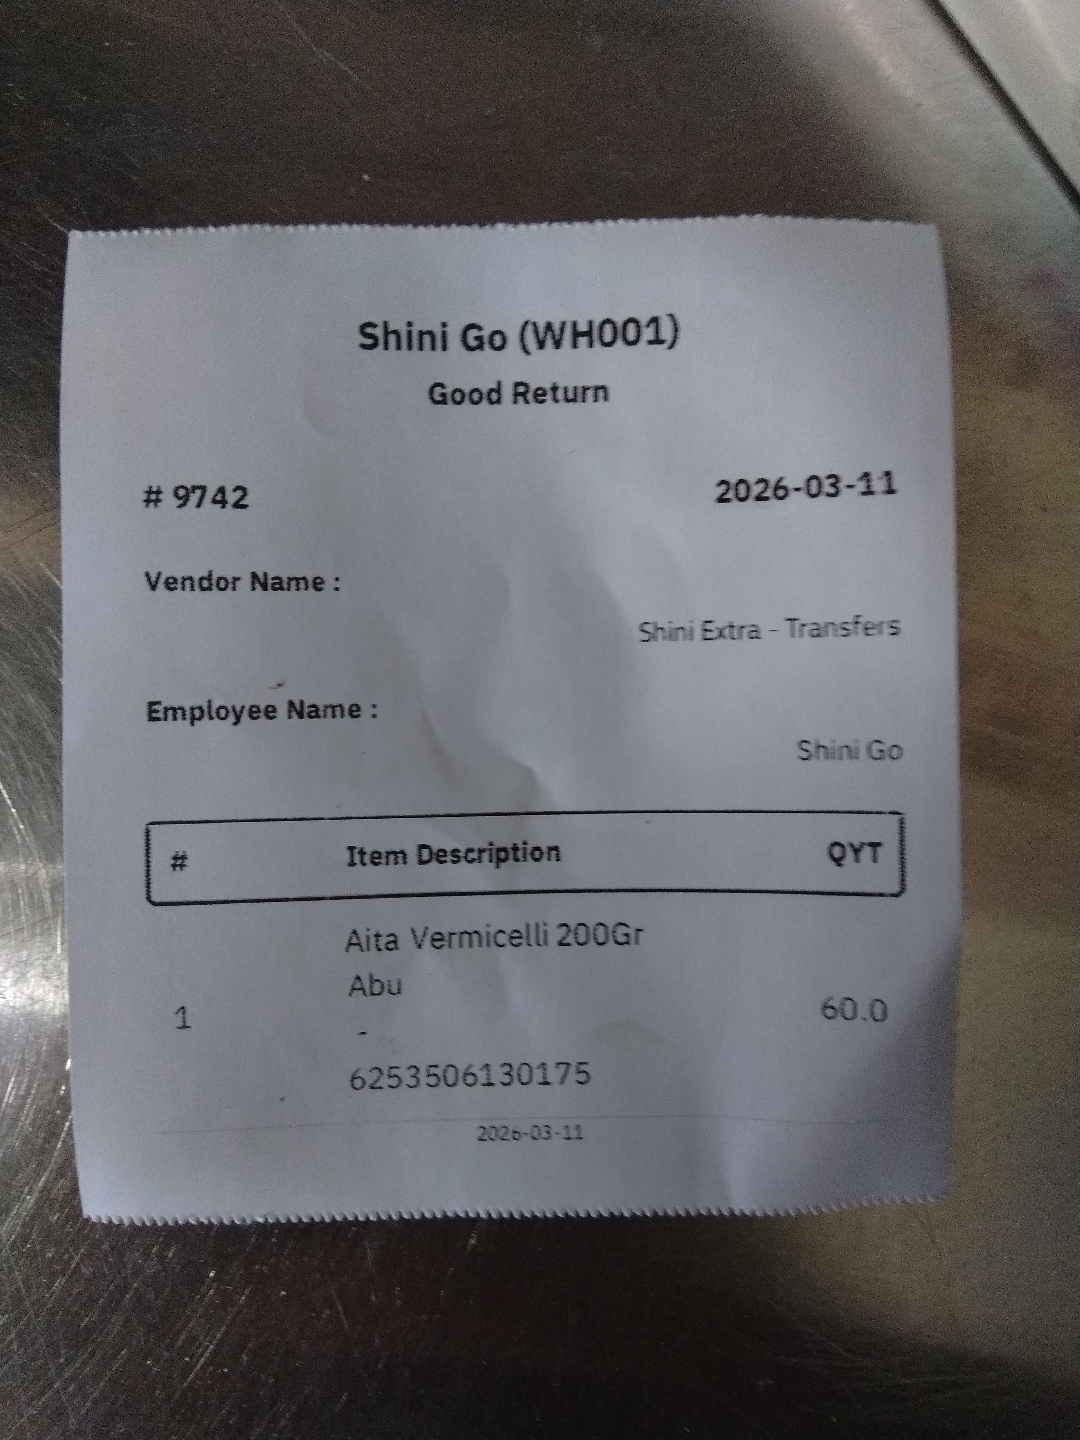 Shini Go (WH001)
Good Return
# 9742 2026-03-11
Vendor Name :
Shini Extra - Transfers
Employee Name :
Shini Go
# Item Description QYT
Aita Vermicelli 200Gr
Abu
1 - 60.0
6253506130175
2026-03-11